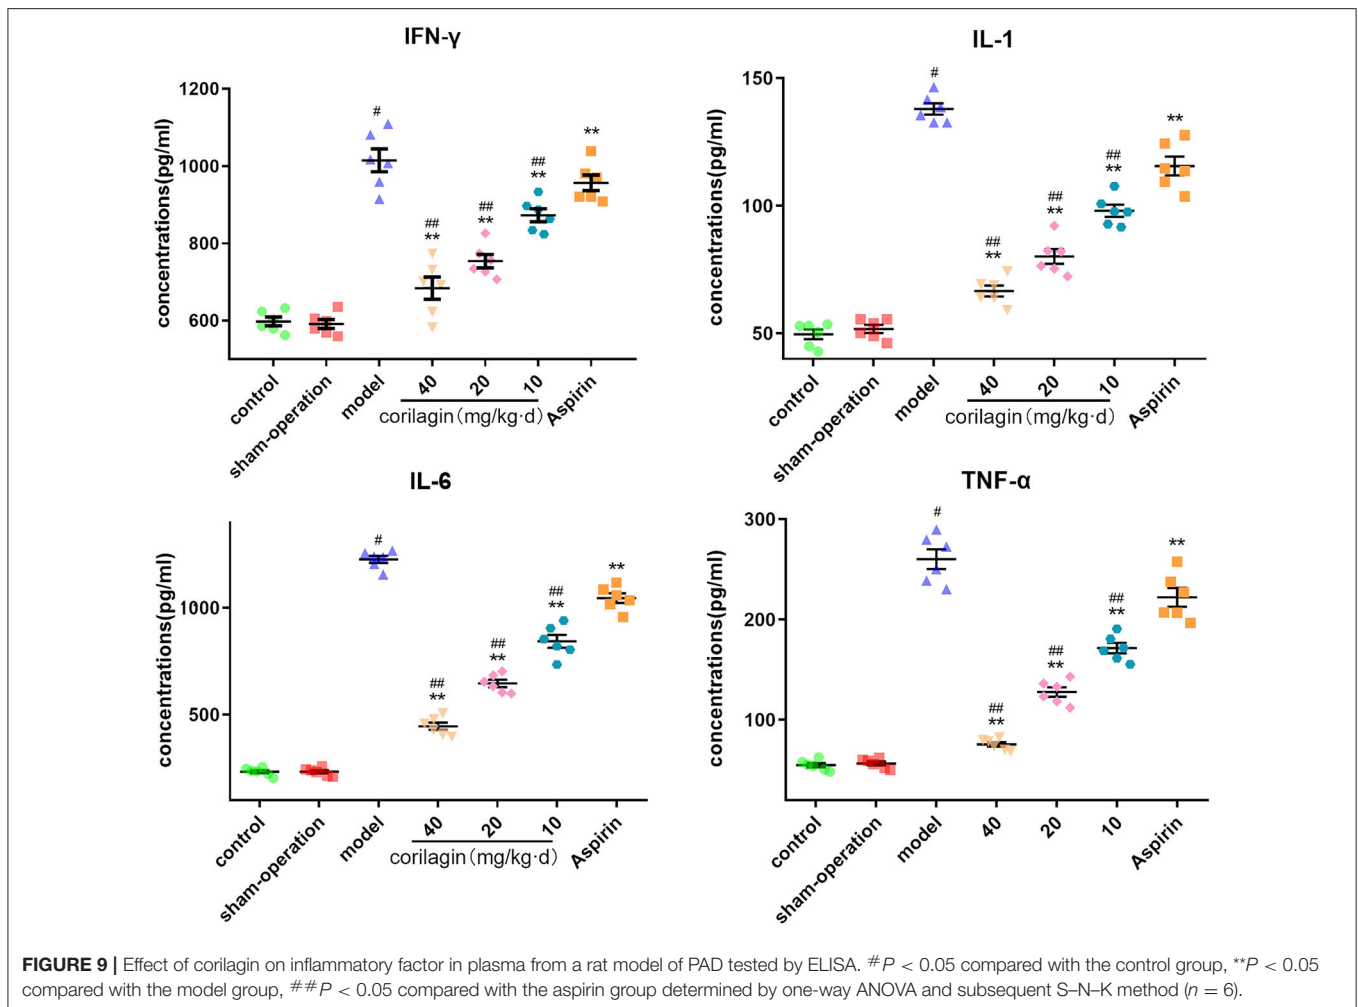 IFN-γ
concentrations(pg/ml)
1200
1000
800
600
#
##
**
##
**
##
**
**
control
sham-operation
model
40
20
10
Aspirin
corilagin(mg/kg·d)
IL-1
concentrations(pg/ml)
150
100
50
#
##
**
##
**
##
**
**
control
sham-operation
model
40
20
10
Aspirin
corilagin(mg/kg·d)
IL-6
concentrations(pg/ml)
1000
500
#
##
**
##
**
##
**
**
control
sham-operation
model
40
20
10
Aspirin
corilagin(mg/kg·d)
TNF-α
concentrations(pg/ml)
300
200
100
#
##
**
##
**
##
**
**
control
sham-operation
model
40
20
10
Aspirin
FIGURE 9 | Effect of corilagin on inflammatory factor in plasma from a rat model of PAD tested by ELISA. #P < 0.05 compared with the control group, **P < 0.05
compared with the model group, ##P < 0.05 compared with the aspirin group determined by one-way ANOVA and subsequent S–N–K method (n = 6).